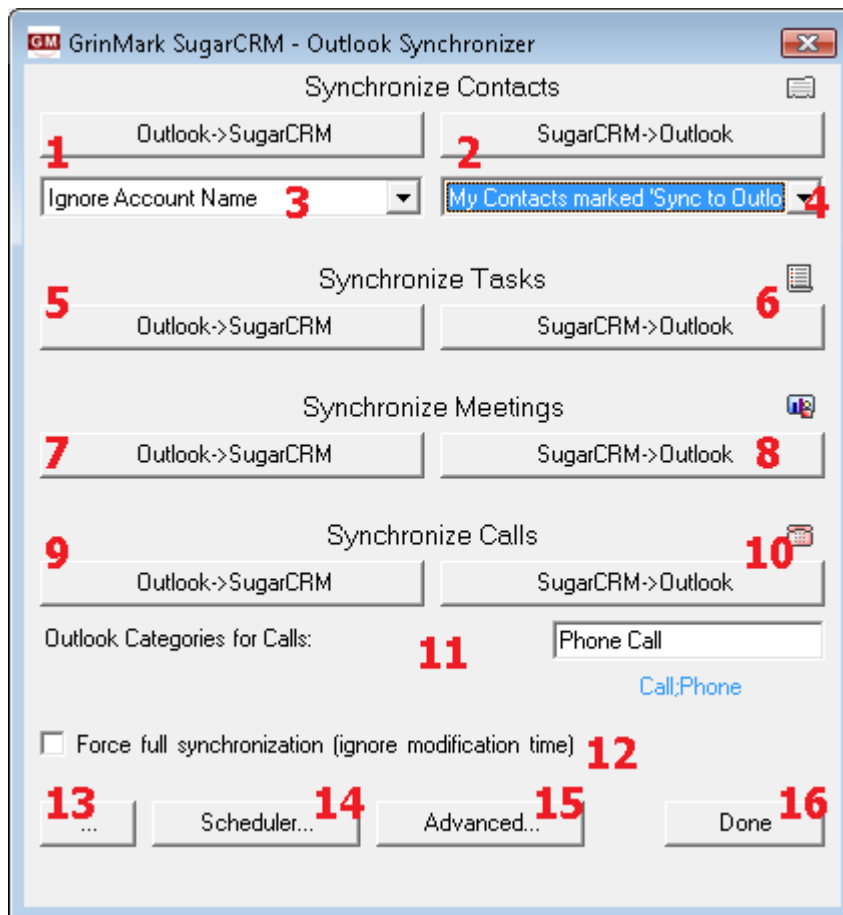 GM GrinMark SugarCRM - Outlook Synchronizer
Synchronize Contacts
Outlook->SugarCRM SugarCRM->Outlook
1 2
Ignore Account Name 3 My Contacts marked 'Sync to Outlo 4
Synchronize Tasks
5 6
Outlook->SugarCRM SugarCRM->Outlook
Synchronize Meetings
7 Outlook->SugarCRM SugarCRM->Outlook 8
Synchronize Calls
9 10
Outlook->SugarCRM SugarCRM->Outlook
Outlook Categories for Calls: 11 Phone Call
Call;Phone
Force full synchronization (ignore modification time) 12
13 14 15 16
... Scheduler... Advanced... Done